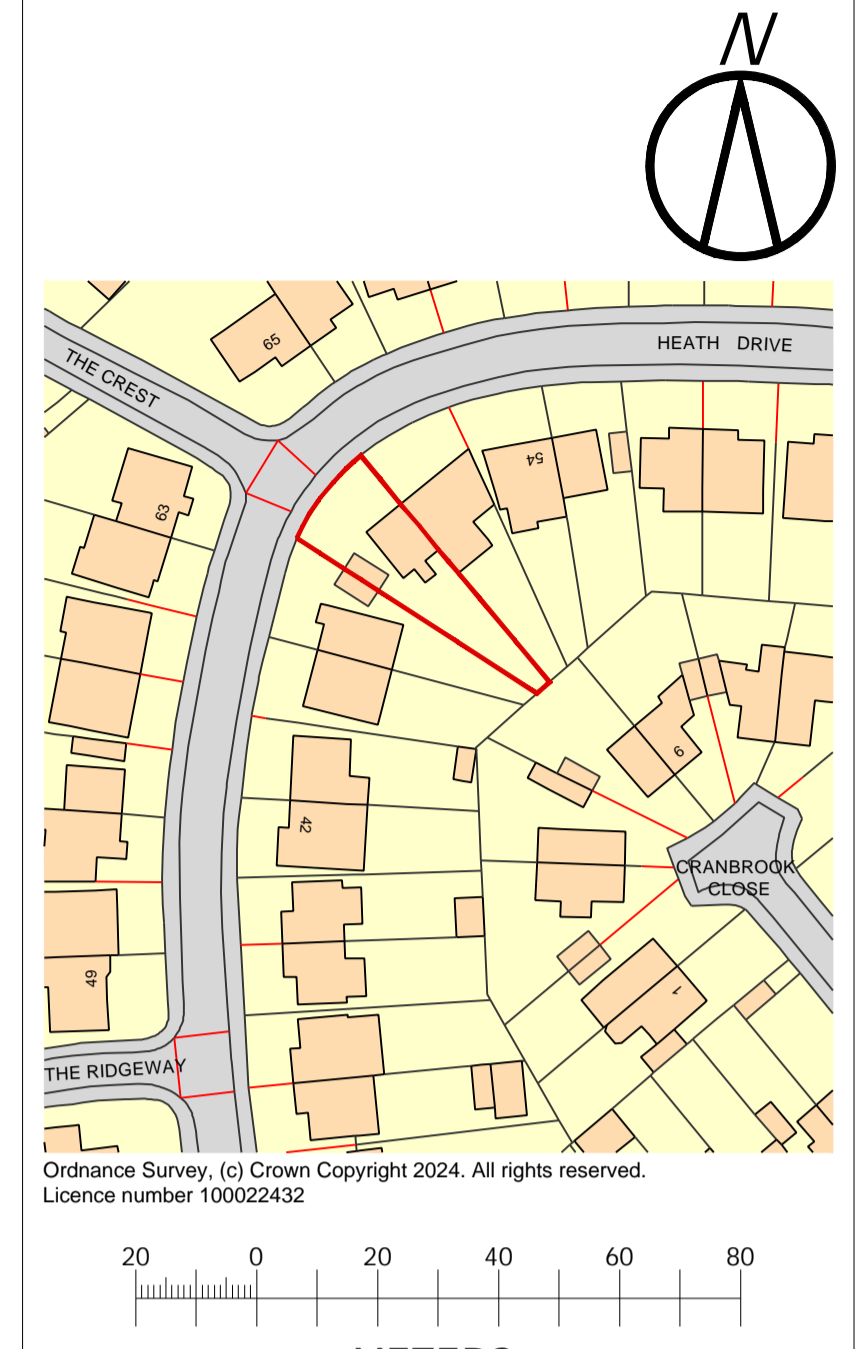 N
HEATH DRIVE
65
THE CREST
54
63
9
42
CRANBROOK
CLOSE
49
1
THE RIDGEWAY
Ordnance Survey, (c) Crown Copyright 2024. All rights reserved.
Licence number 100022432
20 0 20 40 60 80